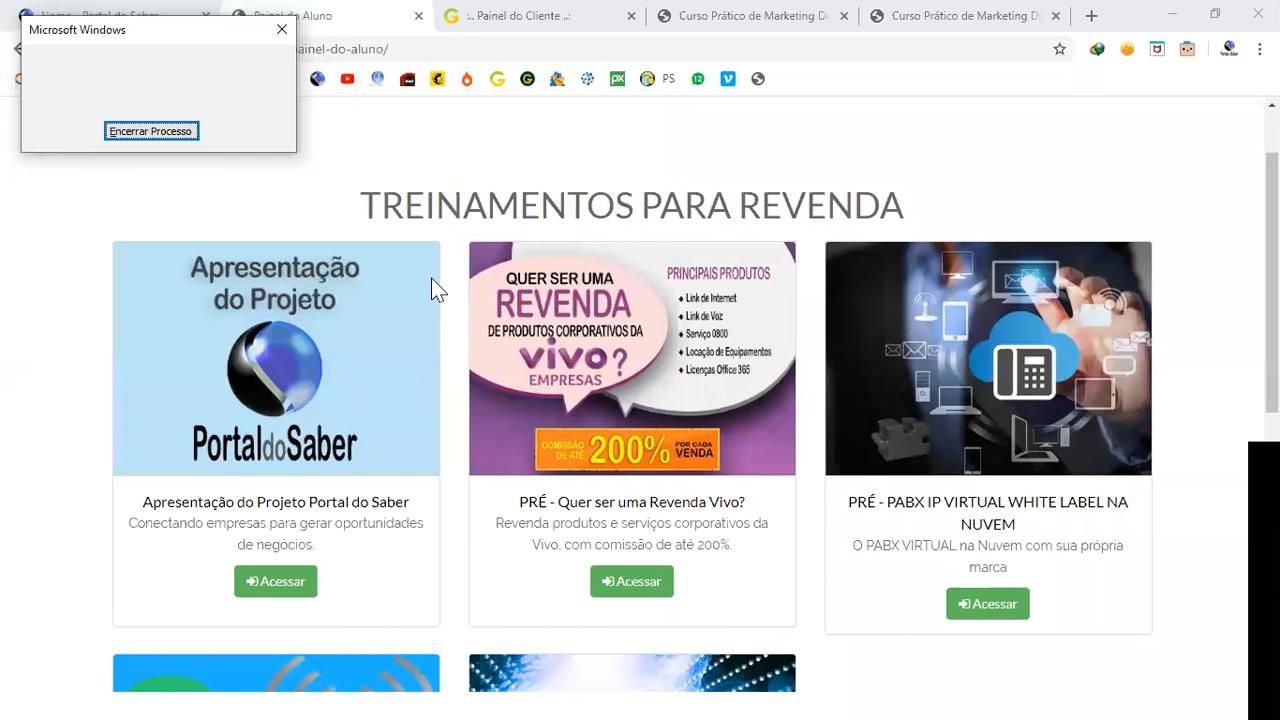 Painel do Aluno
:. Painel do Cliente ..:
Curso Prático de Marketing D
Curso Prático de Marketing D
Microsoft Windows
ainel-do-aluno/
PS
12
px
Encerrar Processo
TREINAMENTOS PARA REVENDA
Apresentação
do Projeto
PortaldoSaber
QUER SER UMA
REVENDA
DE PRODUTOS CORPORATIVOS DA
vivo?
EMPRESAS
PRINCIPAIS PRODUTOS
♦ Link de Internet
♦ Link de Voz
♦ Serviço 0800
♦ Locação de Equipamentos
♦ Licenças Office 365
COMISSÃO DE ATÉ 200% POR CADA VENDA
Apresentação do Projeto Portal do Saber
Conectando empresas para gerar oportunidades
de negócios.
Acessar
PRÉ - Quer ser uma Revenda Vivo?
Revenda produtos e serviços corporativos da
Vivo, com comissão de até 200%.
Acessar
PRÉ - PABX IP VIRTUAL WHITE LABEL NA
NUVEM
O PABX VIRTUAL na Nuvem com sua própria
marca
Acessar